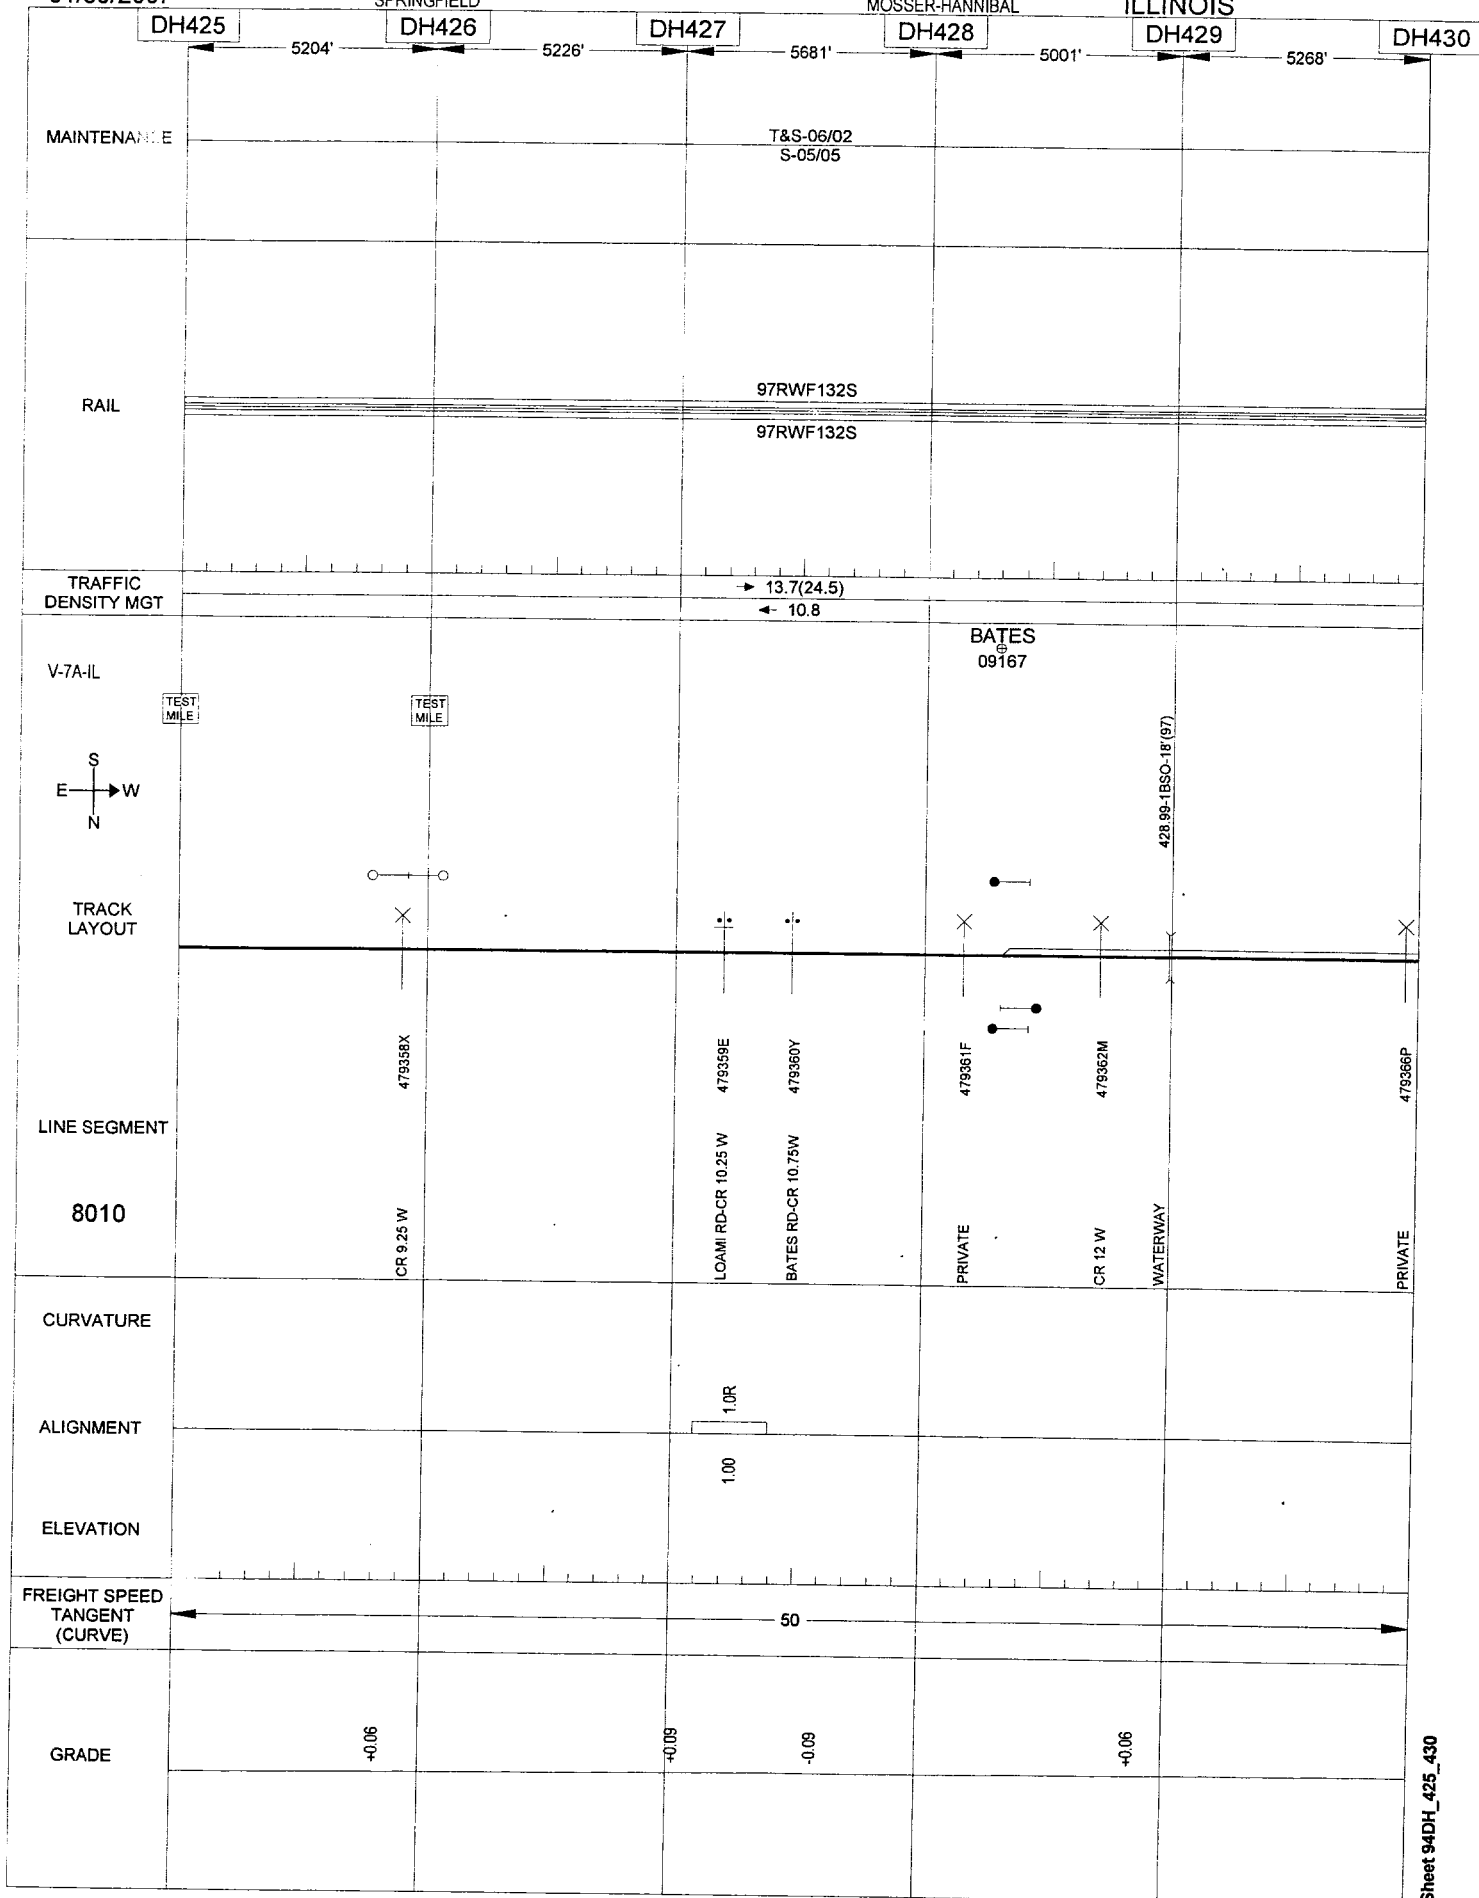 SPRINGFIELD
MOSSER-HANNIBAL
ILLINOIS
DH425
DH426
DH427
DH428
DH429
DH430
5204'
5226'
5681'
5001'
5268'
MAINTENANCE
T&S-06/02
S-05/05
RAIL
97RWF132S
97RWF132S
TRAFFIC
DENSITY MGT
13.7(24.5)
10.8
BATES
09167
V-7A-IL
TEST
MILE
TEST
MILE
428.99-1BSO-18'(97)
S
E
W
N
TRACK
LAYOUT
479358X
479359E
479360Y
479361F
479362M
479366P
LINE SEGMENT
8010
CR 9.25 W
LOAMI RD-CR 10.25 W
BATES RD-CR 10.75W
PRIVATE
CR 12 W
WATERWAY
PRIVATE
CURVATURE
ALIGNMENT
1.0R
1.00
ELEVATION
FREIGHT SPEED
TANGENT
(CURVE)
50
GRADE
+0.06
+0.09
-0.09
+0.06
Sheet 94DH_425_430